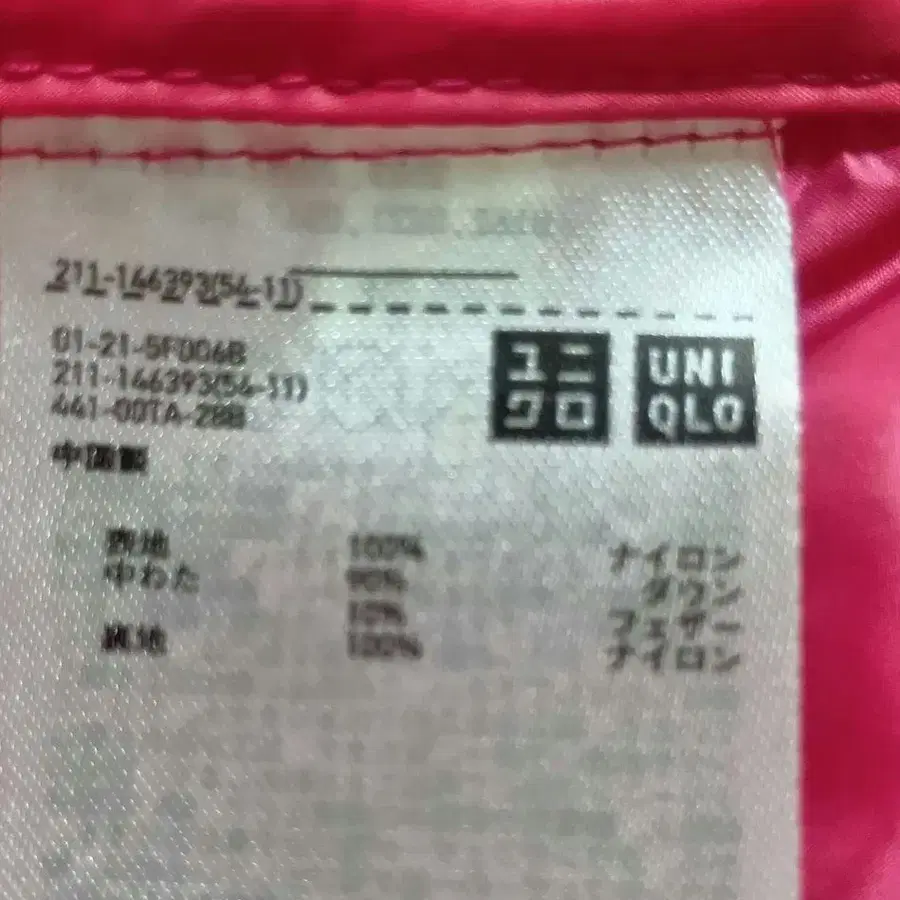 211-146393(54-11)
ユニ
クロ
UNI
QLO
01-21-5F006B
211-146393(54-11)
441-00TA-28B
中国製
表地 100% ナイロン
中わた 90% ダウン
10% フェザー
裏地 100% ナイロン